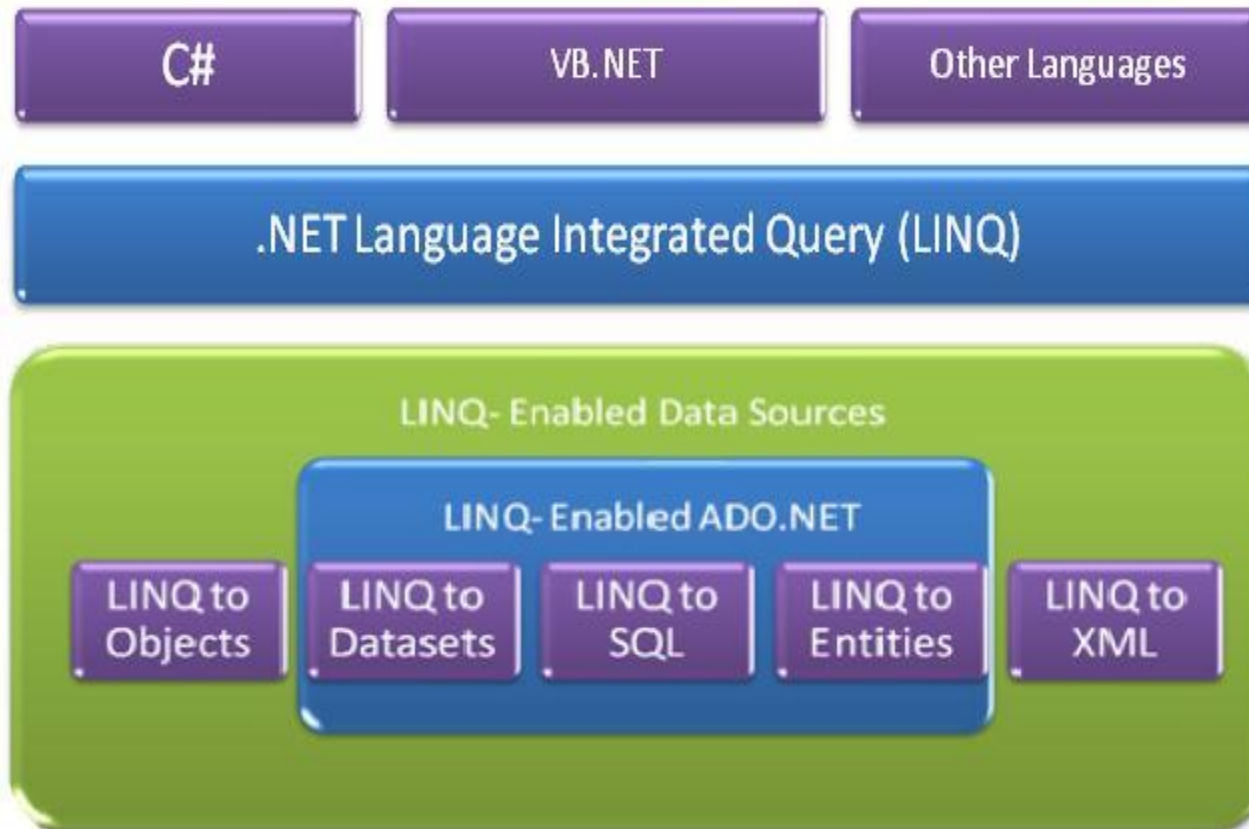 C#
VB.NET
Other Languages
.NET Language Integrated Query (LINQ)
LINQ- Enabled Data Sources
LINQ- Enabled ADO.NET
LINQ to
Objects
LINQ to
Datasets
LINQ to
SQL
LINQ to
Entities
LINQ to
XML